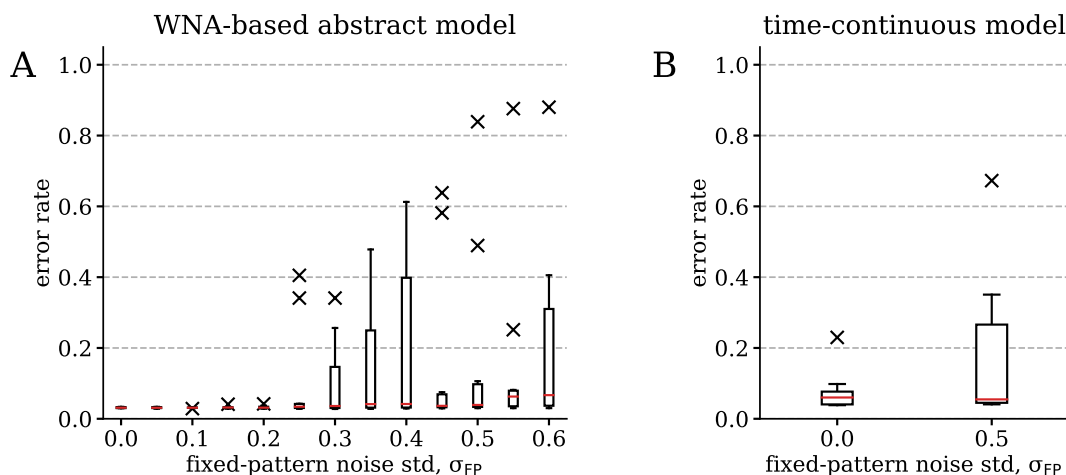 WNA-based abstract model
A
1.0
0.8
0.6
0.4
0.2
0.0
error rate
0.0 0.1 0.2 0.3 0.4 0.5 0.6
fixed-pattern noise std, σFP
time-continuous model
B
1.0
0.8
0.6
0.4
0.2
0.0
error rate
0.0 0.5
fixed-pattern noise std, σFP